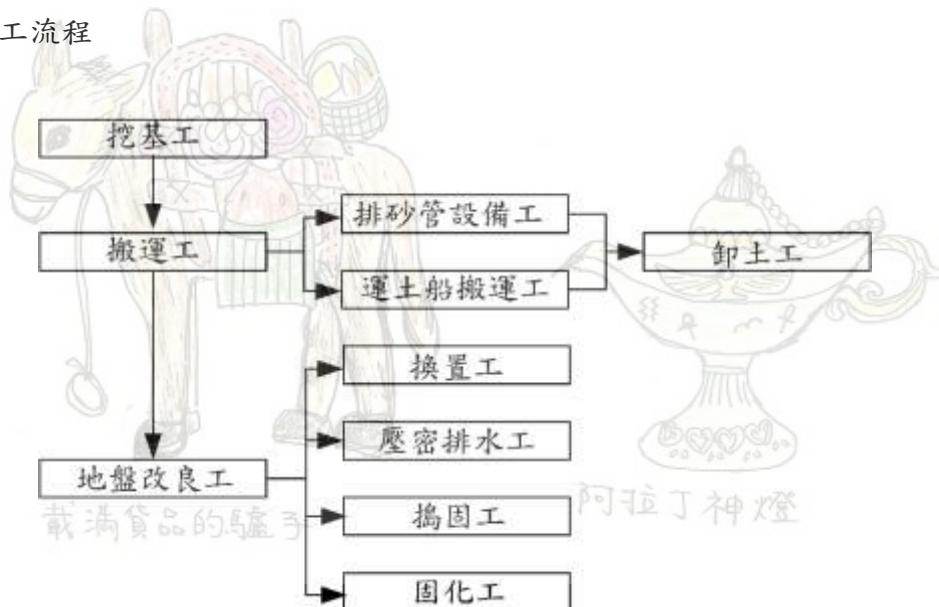 工流程
挖基工
排砂管設備工
搬運工
卸土工
運土船搬運工
換置工
壓密排水工
地盤改良工
載滿貨品的驢子
阿拉丁神燈
搗固工
固化工